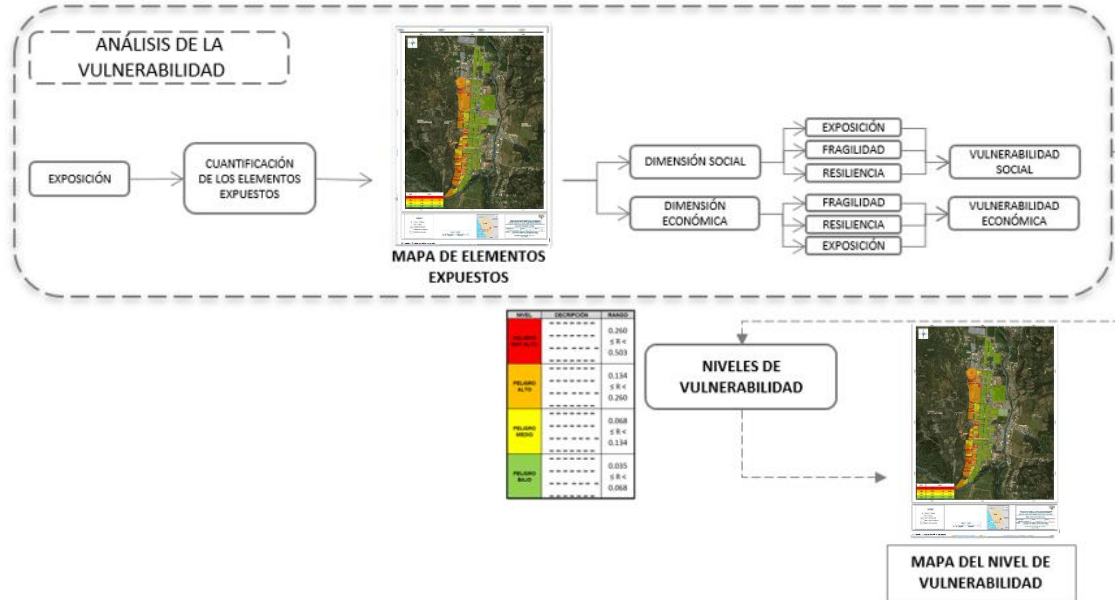 ANÁLISIS DE LA
VULNERABILIDAD
EXPOSICIÓN
CUANTIFICACIÓN
DE LOS ELEMENTOS
EXPUESTOS
MAPA DE ELEMENTOS
EXPUESTOS
DIMENSIÓN SOCIAL
EXPOSICIÓN
FRAGILIDAD
RESILIENCIA
VULNERABILIDAD
SOCIAL
DIMENSIÓN
ECONÓMICA
FRAGILIDAD
RESILIENCIA
EXPOSICIÓN
VULNERABILIDAD
ECONÓMICA
NIVEL DECRIPCIÓN RANGO
PELIGRO
MUY ALTO
0.260
≤ R <
0.503
PELIGRO
ALTO
0.134
≤ R <
0.260
PELIGRO
MEDIO
0.068
≤ R <
0.134
PELIGRO
BAJO
0.035
≤ R <
0.068
NIVELES DE
VULNERABILIDAD
MAPA DEL NIVEL DE
VULNERABILIDAD